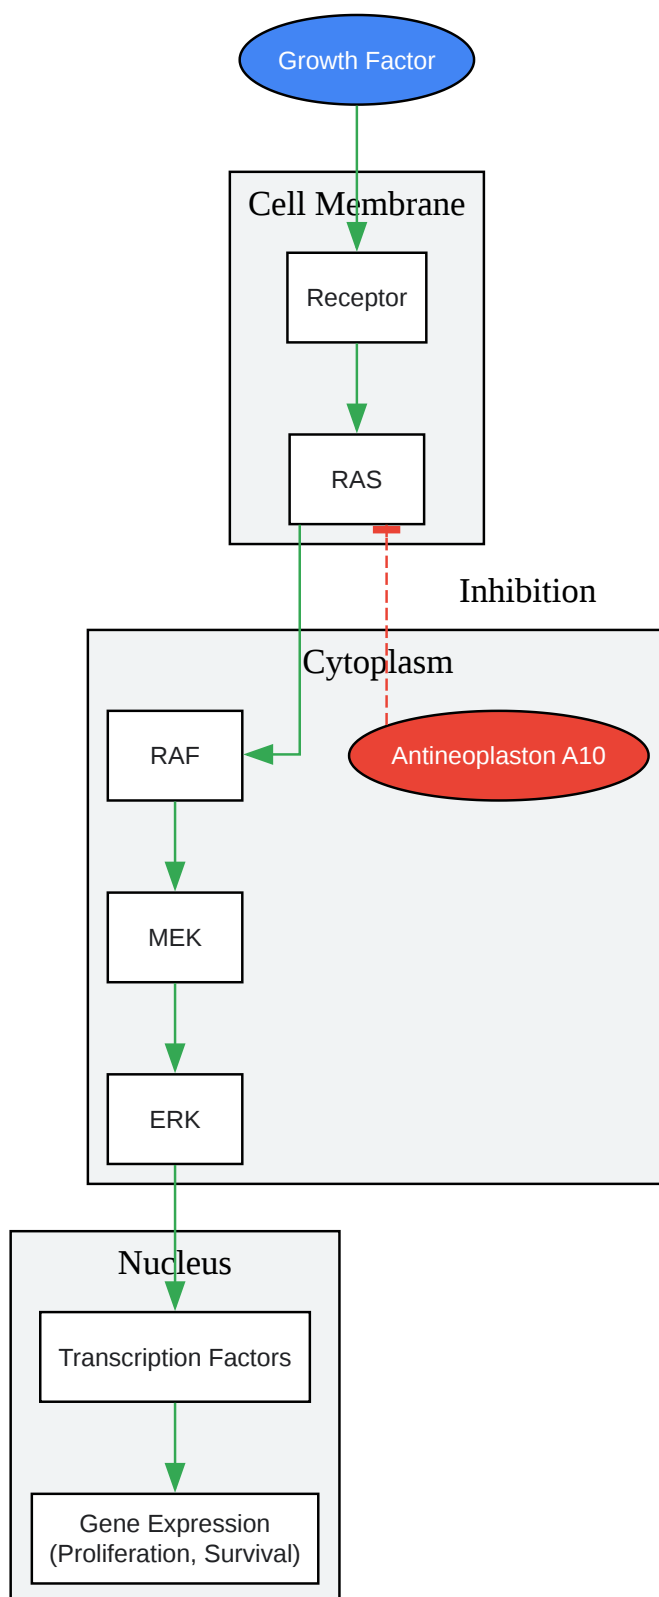 Growth Factor
Cell Membrane
Receptor
RAS
Inhibition
Cytoplasm
RAF
Antineoplaston A10
MEK
ERK
Nucleus
Transcription Factors
Gene Expression
(Proliferation, Survival)